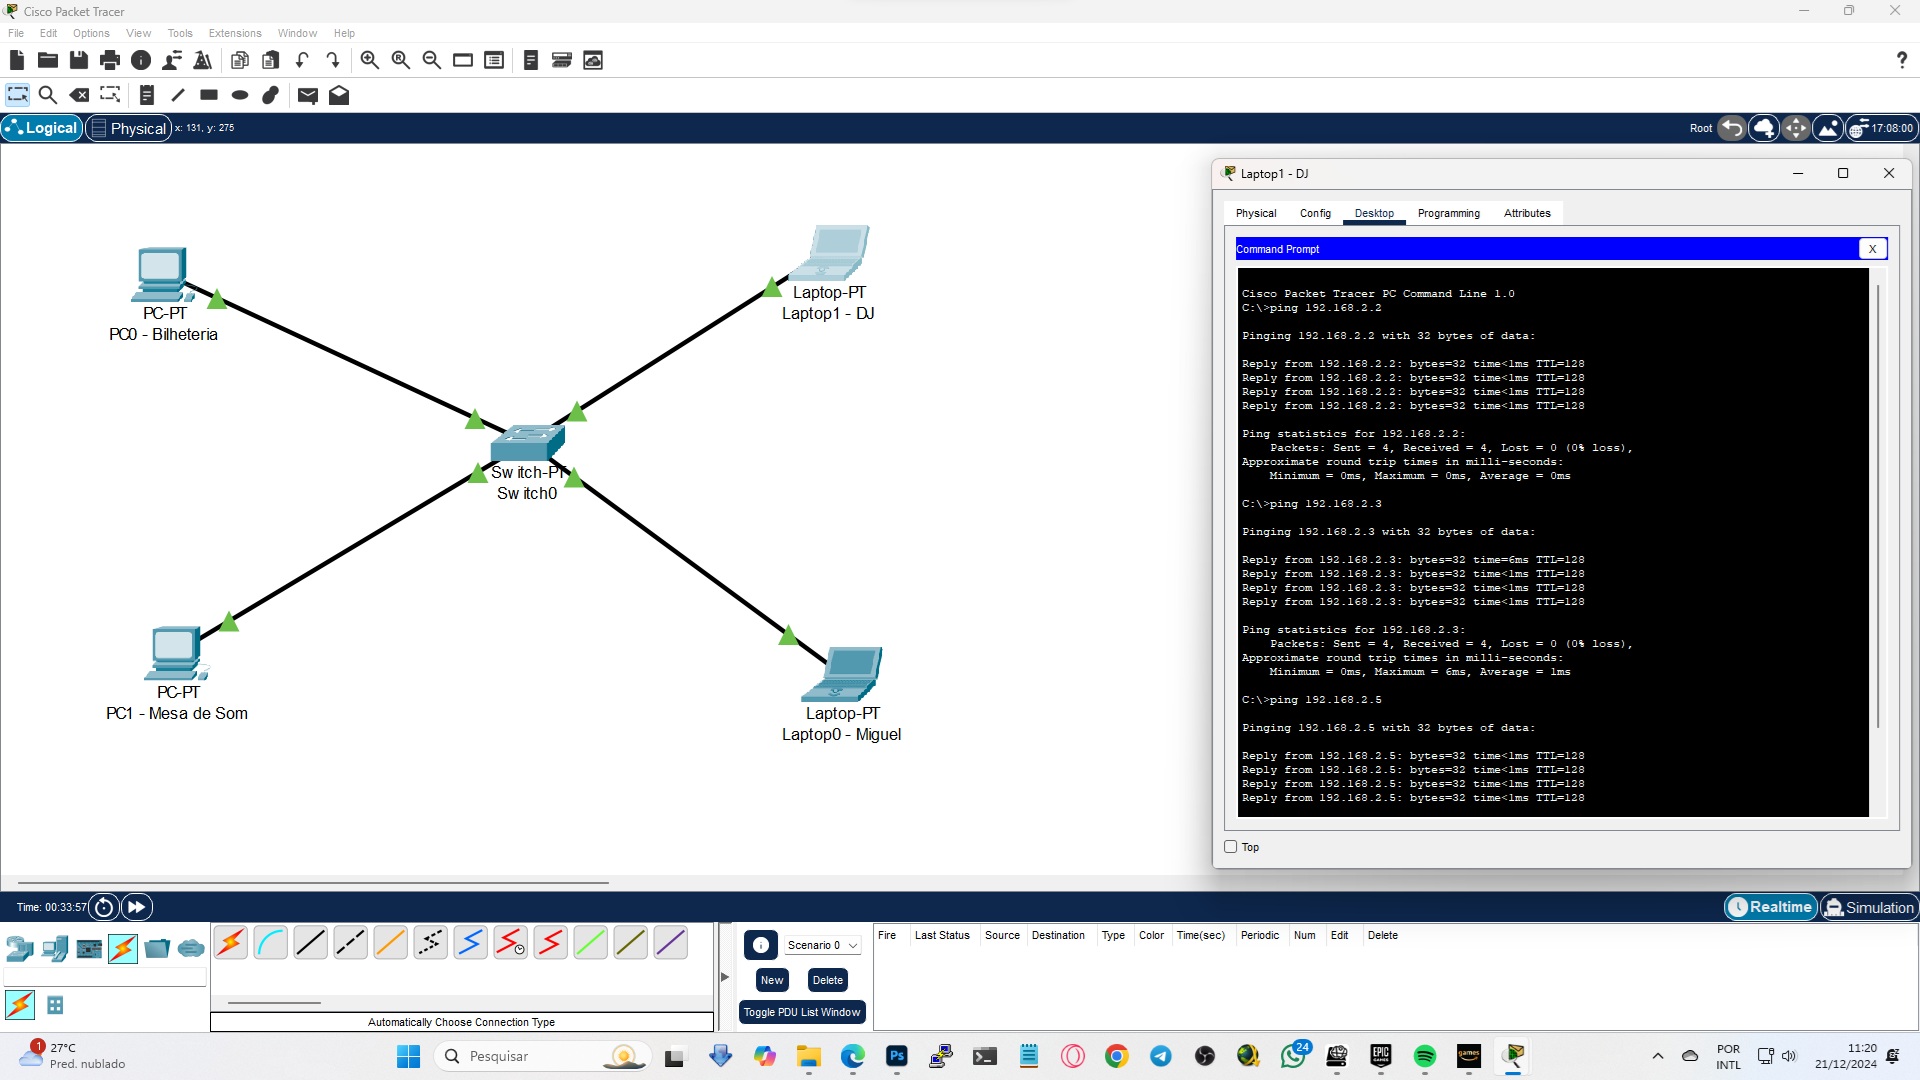 Cisco Packet Tracer
File Edit Options View Tools Extensions Window Help
?
Logical Physical x: 131, y: 275 Root 17:08:00
PC-PT
PC0 - Bilheteria
Laptop-PT
Laptop1 - DJ
Switch-PT
Switch0
PC-PT
PC1 - Mesa de Som
Laptop-PT
Laptop0 - Miguel
Laptop1 - DJ
Physical Config Desktop Programming Attributes
Command Prompt X
Cisco Packet Tracer PC Command Line 1.0
C:\>ping 192.168.2.2
Pinging 192.168.2.2 with 32 bytes of data:
Reply from 192.168.2.2: bytes=32 time<1ms TTL=128
Reply from 192.168.2.2: bytes=32 time<1ms TTL=128
Reply from 192.168.2.2: bytes=32 time<1ms TTL=128
Reply from 192.168.2.2: bytes=32 time<1ms TTL=128
Ping statistics for 192.168.2.2:
Packets: Sent = 4, Received = 4, Lost = 0 (0% loss),
Approximate round trip times in milli-seconds:
Minimum = 0ms, Maximum = 0ms, Average = 0ms
C:\>ping 192.168.2.3
Pinging 192.168.2.3 with 32 bytes of data:
Reply from 192.168.2.3: bytes=32 time=6ms TTL=128
Reply from 192.168.2.3: bytes=32 time<1ms TTL=128
Reply from 192.168.2.3: bytes=32 time<1ms TTL=128
Reply from 192.168.2.3: bytes=32 time<1ms TTL=128
Ping statistics for 192.168.2.3:
Packets: Sent = 4, Received = 4, Lost = 0 (0% loss),
Approximate round trip times in milli-seconds:
Minimum = 0ms, Maximum = 6ms, Average = 1ms
C:\>ping 192.168.2.5
Pinging 192.168.2.5 with 32 bytes of data:
Reply from 192.168.2.5: bytes=32 time<1ms TTL=128
Reply from 192.168.2.5: bytes=32 time<1ms TTL=128
Reply from 192.168.2.5: bytes=32 time<1ms TTL=128
Reply from 192.168.2.5: bytes=32 time<1ms TTL=128
Top
Time: 00:33:57 Realtime Simulation
Scenario 0
New Delete
Toggle PDU List Window
Fire Last Status Source Destination Type Color Time(sec) Periodic Num Edit Delete
Automatically Choose Connection Type
1 27°C
Pred. nublado
Pesquisar
Ps
24
EPIC GAMES
games
POR
INTL
11:20
21/12/2024